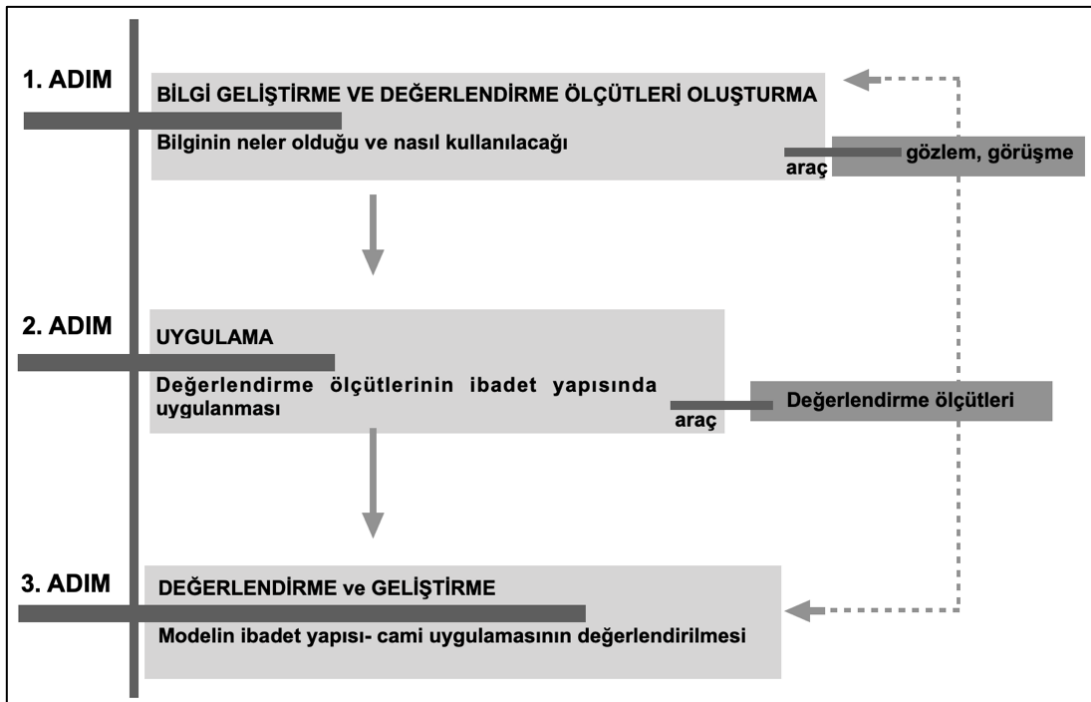 1. ADIM
BİLGİ GELİŞTİRME VE DEĞERLENDİRME ÖLÇÜTLERİ OLUŞTURMA
Bilginin neler olduğu ve nasıl kullanılacağı
araç
gözlem, görüşme
2. ADIM
UYGULAMA
Değerlendirme ölçütlerinin ibadet yapısında
uygulanması
araç
Değerlendirme ölçütleri
3. ADIM
DEĞERLENDİRME ve GELİŞTİRME
Modelin ibadet yapısı- cami uygulamasının değerlendirilmesi